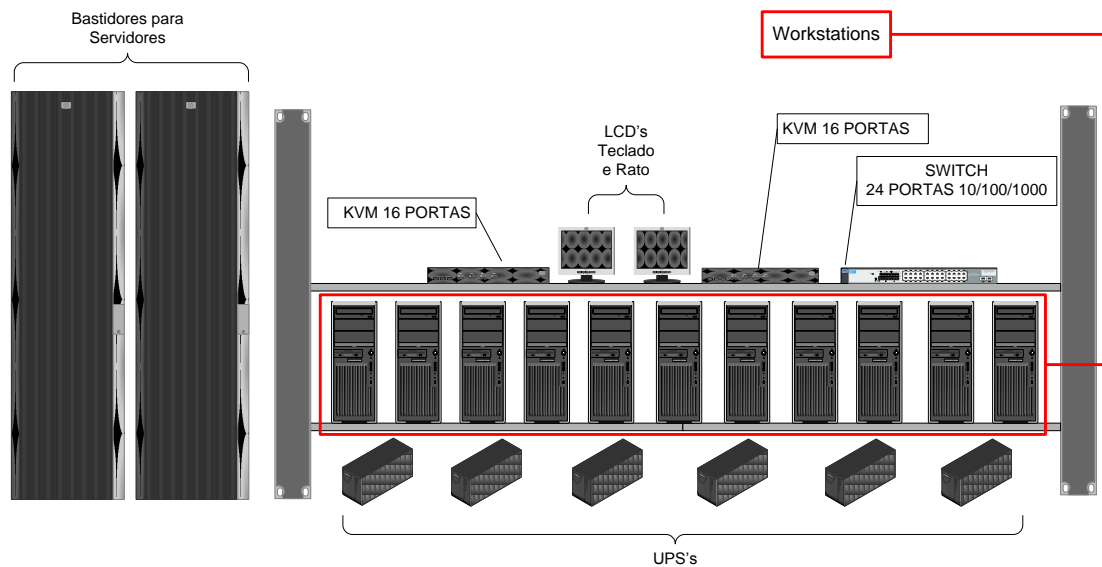 Bastidores para
Servidores
Workstations
LCD's
Teclado
e Rato
KVM 16 PORTAS
SWITCH
24 PORTAS 10/100/1000
KVM 16 PORTAS
UPS's